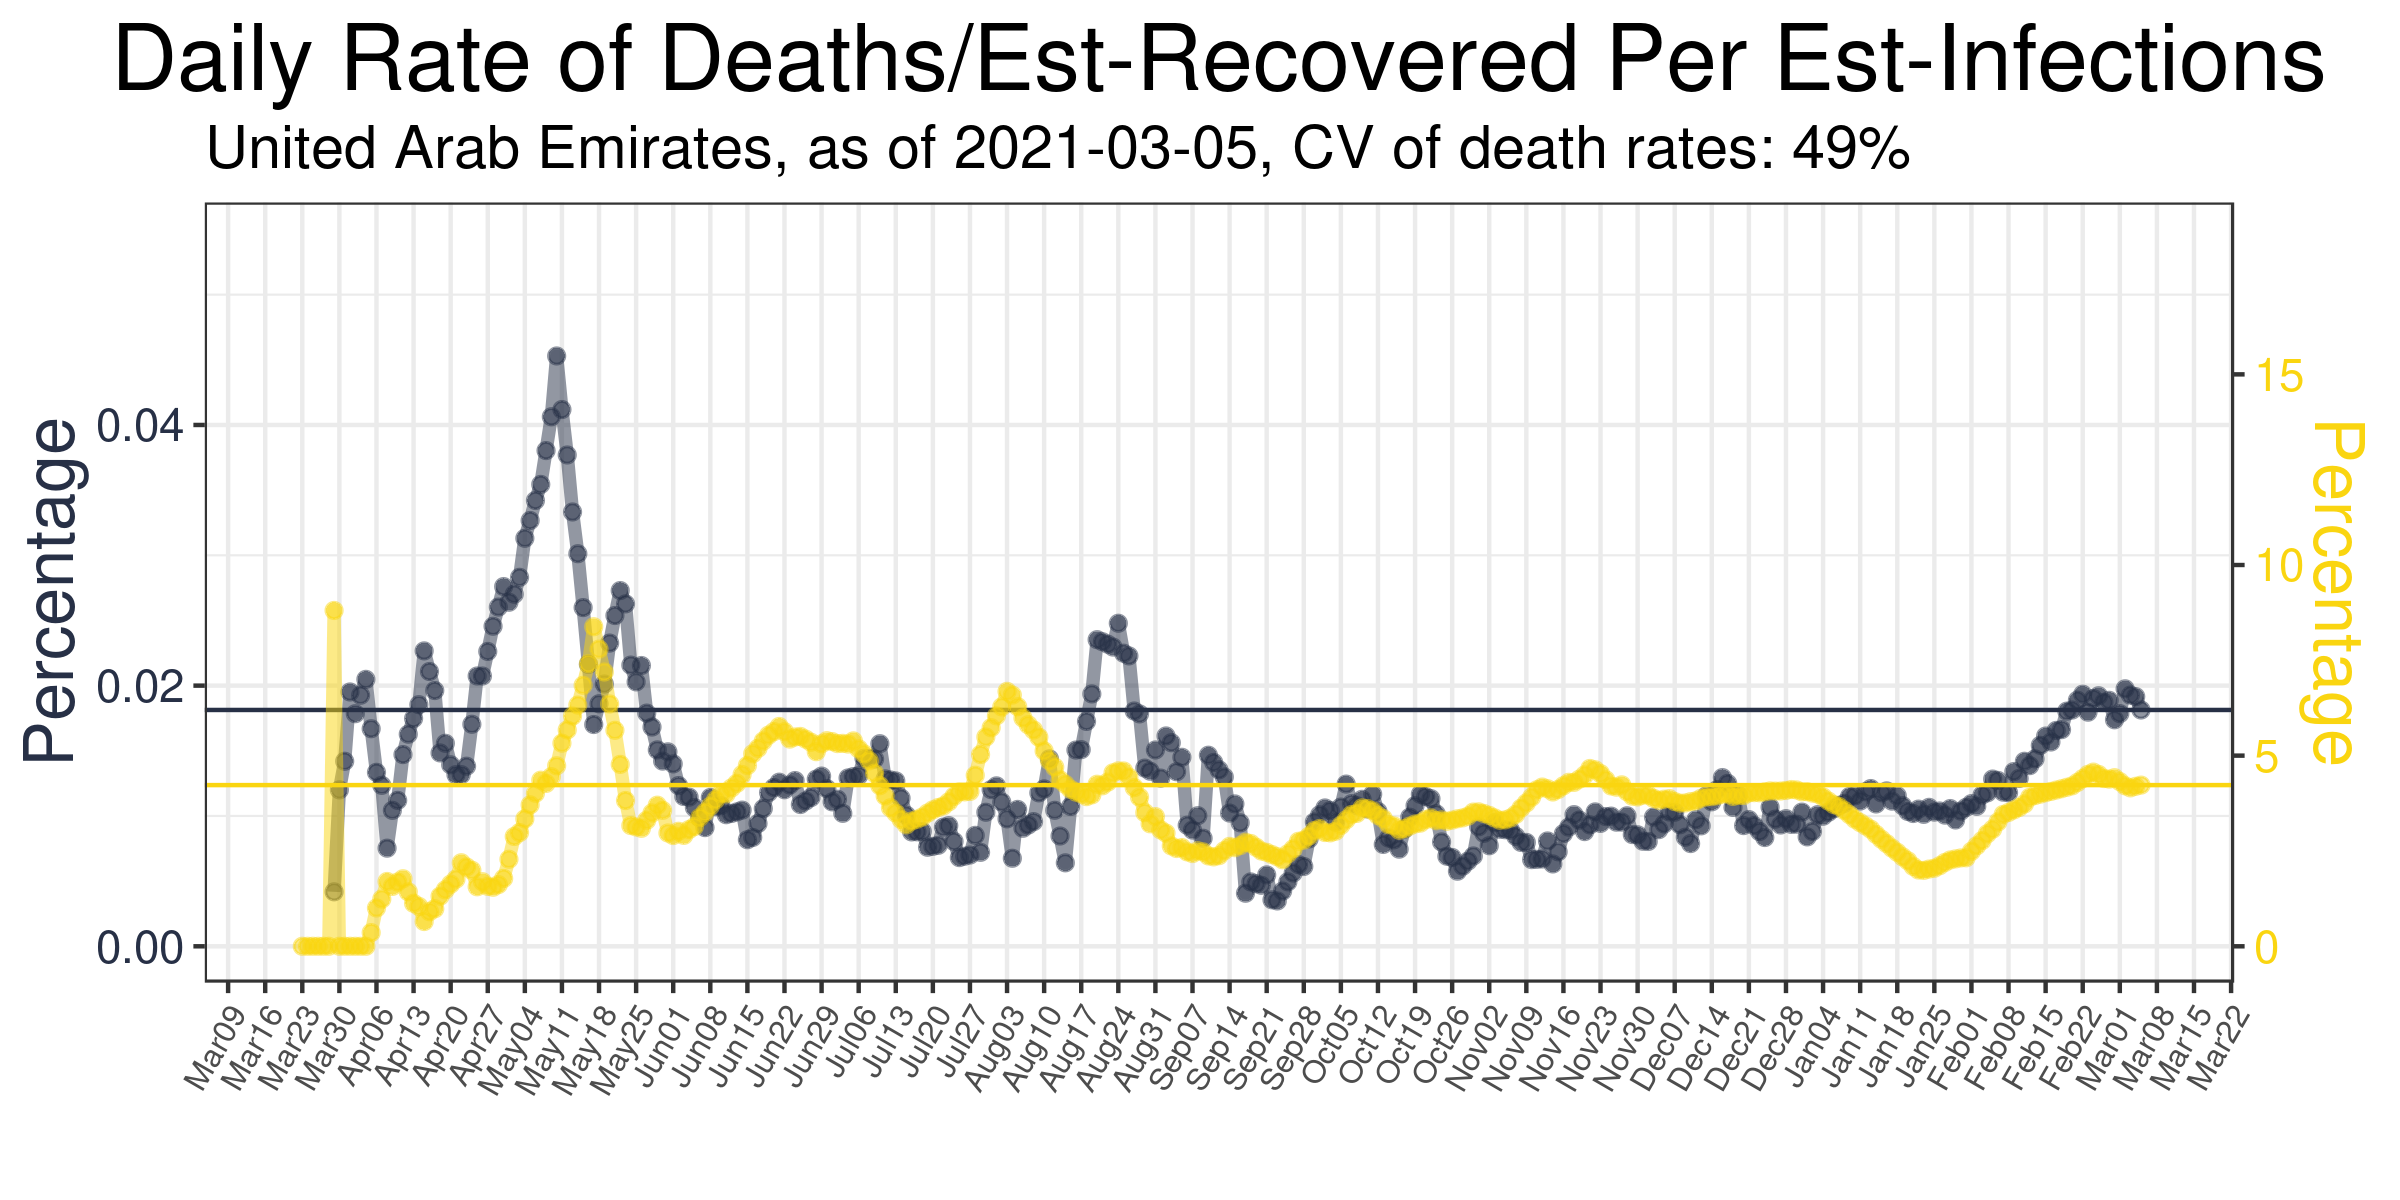 Daily Rate of Deaths/Est-Recovered Per Est-Infections
United Arab Emirates, as of 2021-03-05, CV of death rates: 49%
Percentage
0.04
0.02
0.00
15
10
5
0
Percentage
Mar09
Mar16
Mar23
Mar30
Apr06
Apr13
Apr20
Apr27
May04
May11
May18
May25
Jun01
Jun08
Jun15
Jun22
Jun29
Jul06
Jul13
Jul20
Jul27
Aug03
Aug10
Aug17
Aug24
Aug31
Sep07
Sep14
Sep21
Sep28
Oct05
Oct12
Oct19
Oct26
Nov02
Nov09
Nov16
Nov23
Nov30
Dec07
Dec14
Dec21
Dec28
Jan04
Jan11
Jan18
Jan25
Feb01
Feb08
Feb15
Feb22
Mar01
Mar08
Mar15
Mar22